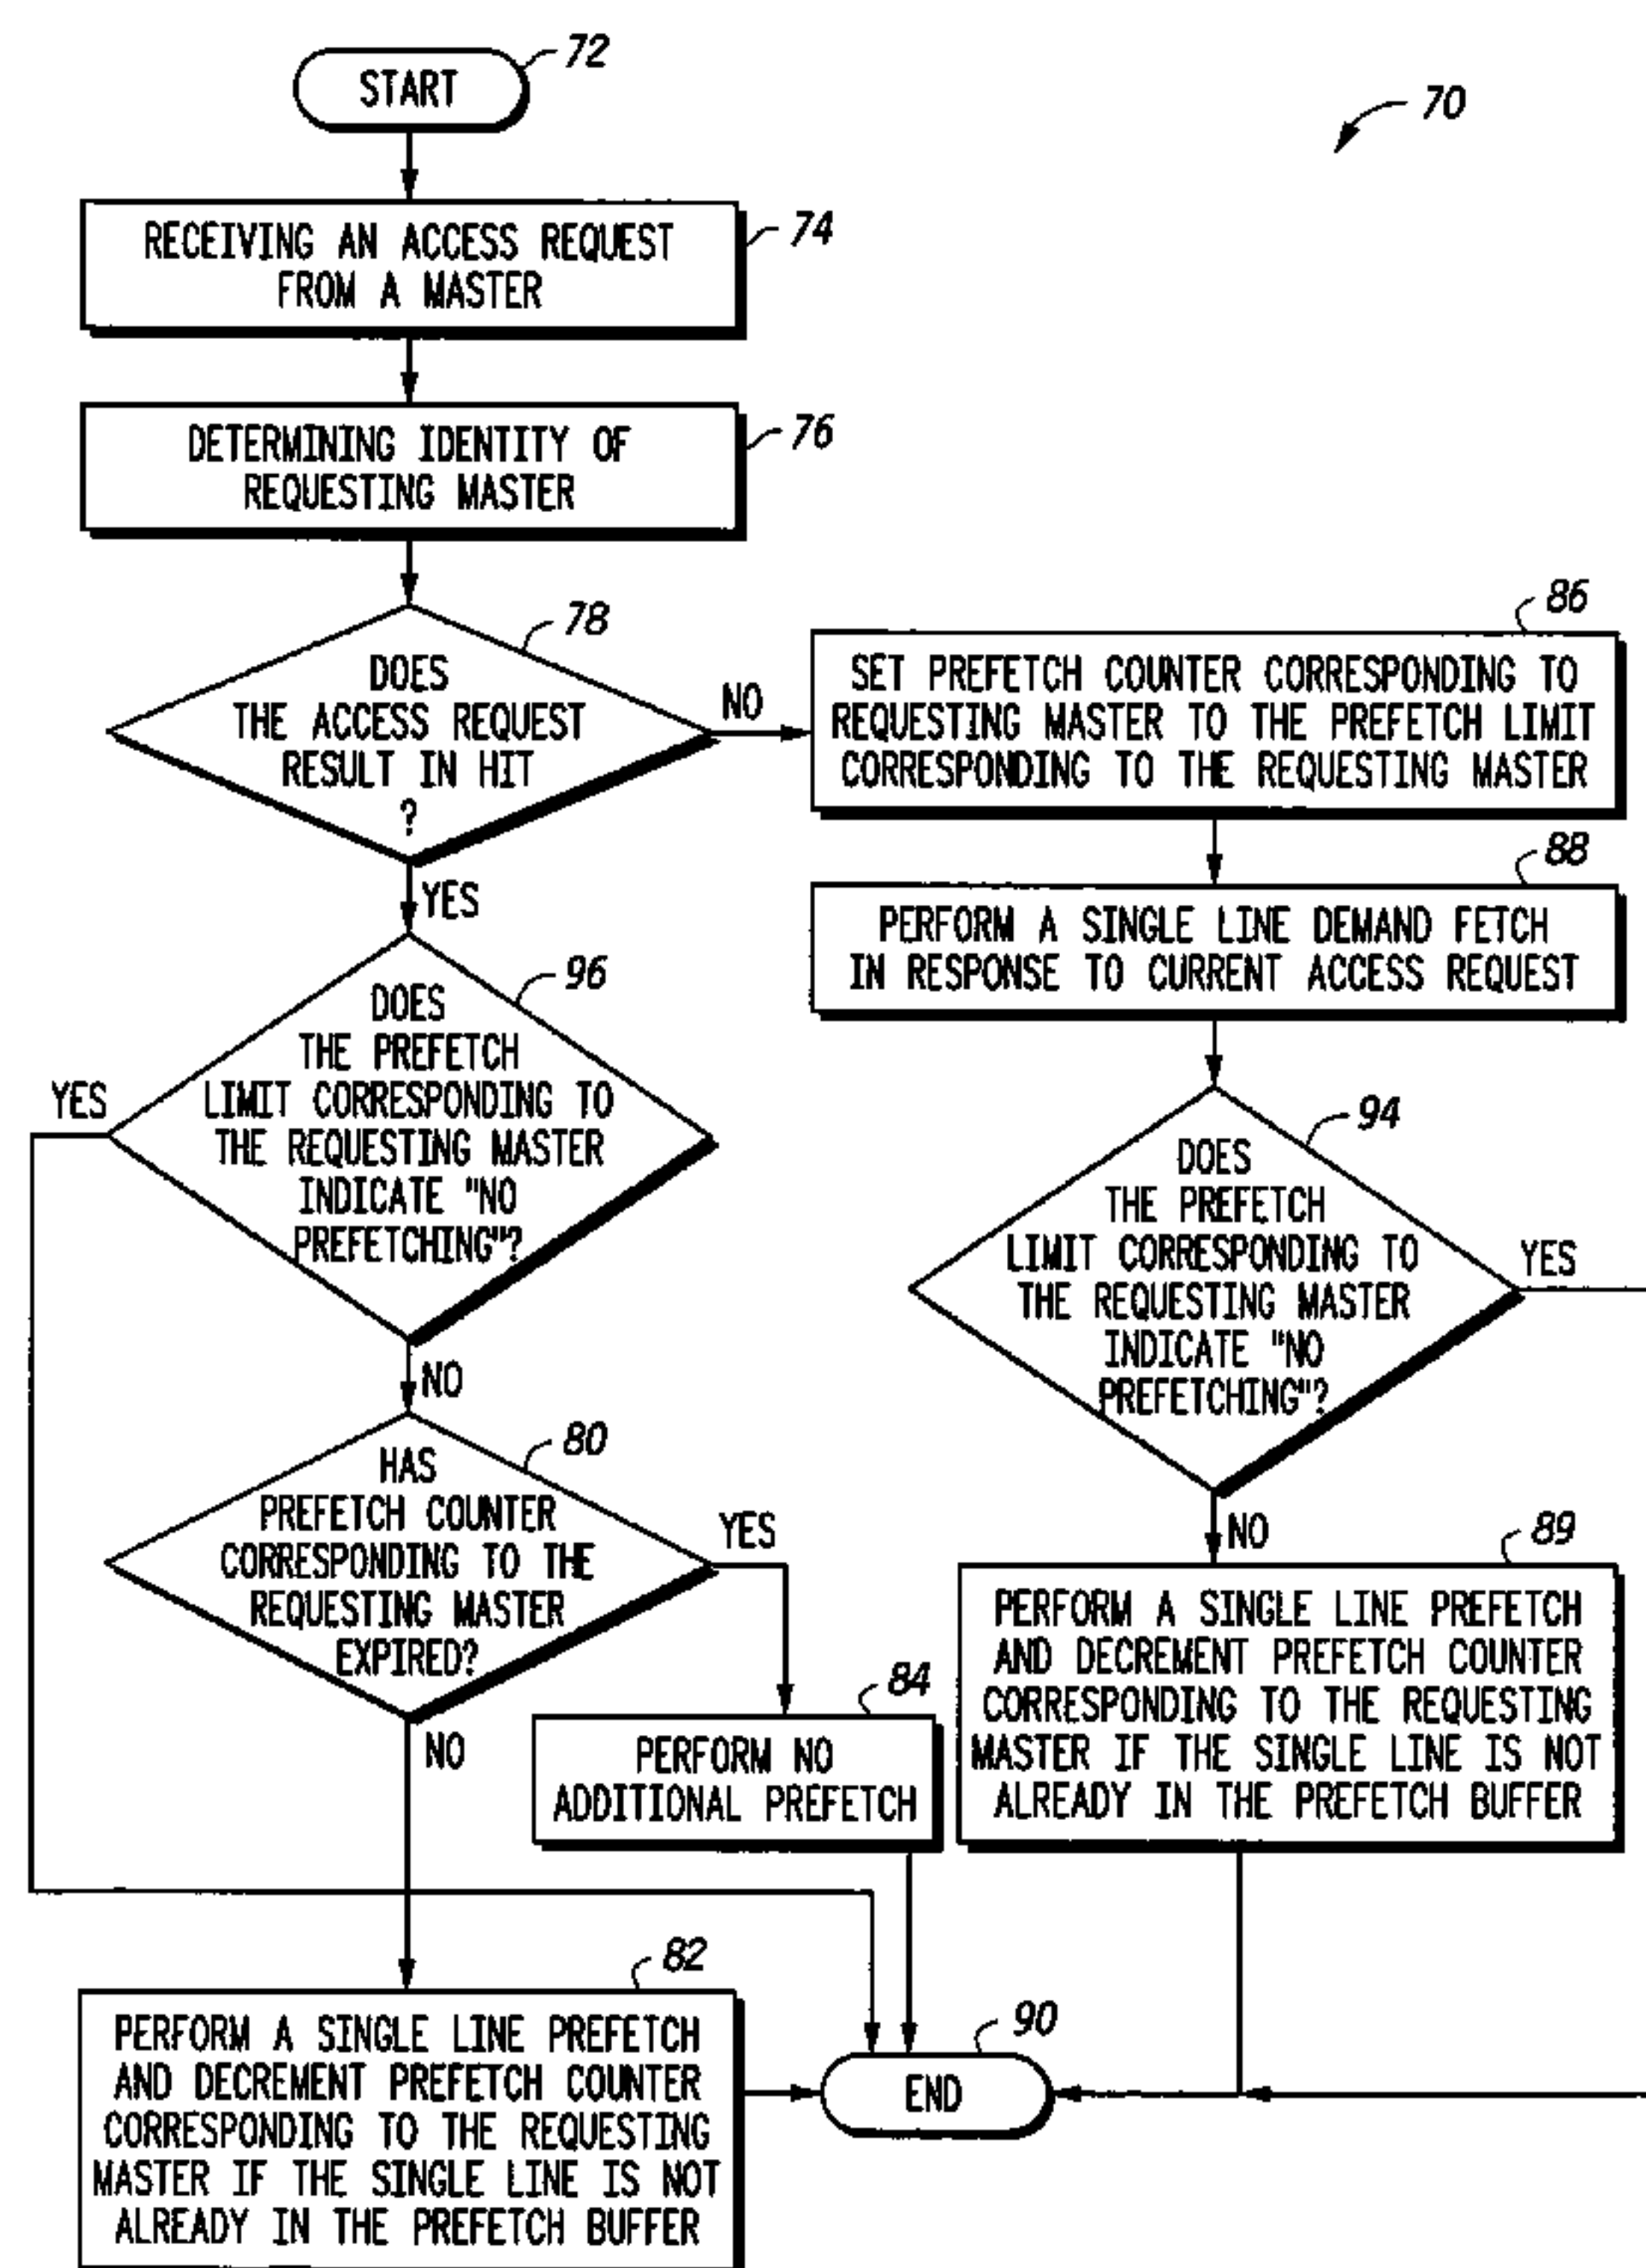 72
START
70
RECEIVING AN ACCESS REQUEST
FROM A MASTER
74
DETERMINING IDENTITY OF
REQUESTING MASTER
76
78
DOES
THE ACCESS REQUEST
RESULT IN HIT
?
NO
YES
86
SET PREFETCH COUNTER CORRESPONDING TO
REQUESTING MASTER TO THE PREFETCH LIMIT
CORRESPONDING TO THE REQUESTING MASTER
88
PERFORM A SINGLE LINE DEMAND FETCH
IN RESPONSE TO CURRENT ACCESS REQUEST
96
DOES
THE PREFETCH
LIMIT CORRESPONDING TO
THE REQUESTING MASTER
INDICATE "NO
PREFETCHING"?
YES
NO
94
DOES
THE PREFETCH
LIMIT CORRESPONDING TO
THE REQUESTING MASTER
INDICATE "NO
PREFETCHING"?
YES
NO
80
HAS
PREFETCH COUNTER
CORRESPONDING TO THE
REQUESTING MASTER
EXPIRED?
YES
NO
84
PERFORM NO
ADDITIONAL PREFETCH
89
PERFORM A SINGLE LINE PREFETCH
AND DECREMENT PREFETCH COUNTER
CORRESPONDING TO THE REQUESTING
MASTER IF THE SINGLE LINE IS NOT
ALREADY IN THE PREFETCH BUFFER
82
PERFORM A SINGLE LINE PREFETCH
AND DECREMENT PREFETCH COUNTER
CORRESPONDING TO THE REQUESTING
MASTER IF THE SINGLE LINE IS NOT
ALREADY IN THE PREFETCH BUFFER
90
END